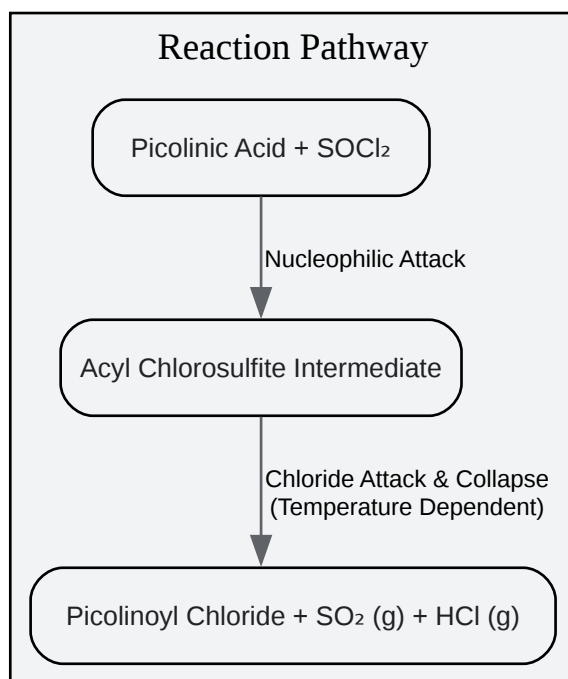 Reaction Pathway
Picolinic Acid + SOCl₂
Nucleophilic Attack
Acyl Chlorosulfite Intermediate
Chloride Attack & Collapse
(Temperature Dependent)
Picolinoyl Chloride + SO₂ (g) + HCl (g)